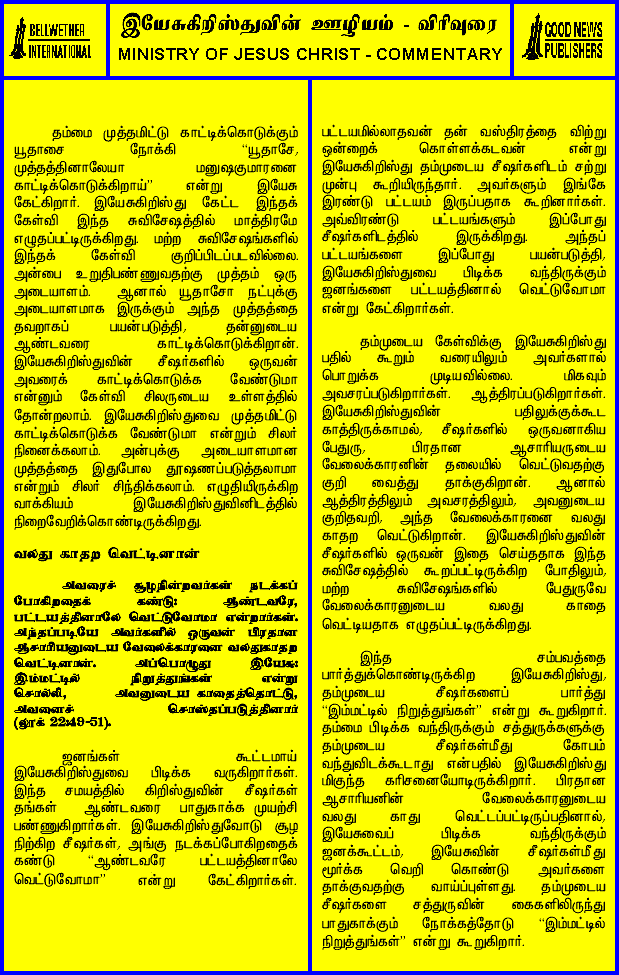 BELLWETHER
INTERNATIONAL
இயேசுகிறிஸ்துவின் ஊழியம் - விரிவுரை
MINISTRY OF JESUS CHRIST - COMMENTARY
GOOD NEWS
PUBLISHERS
தம்மை முத்தமிட்டு காட்டிக்கொடுக்கும்
யூதாசை நோக்கி “யூதாசே,
முத்தத்தினாலேயா மனுஷகுமாரனை
காட்டிக்கொடுக்கிறாய்” என்று இயேசு
கேட்கிறார். இயேசுகிறிஸ்து கேட்ட இந்தக்
கேள்வி இந்த சுவிசேஷத்தில் மாத்திரமே
எழுதப்பட்டிருக்கிறது. மற்ற சுவிசேஷங்களில்
இந்தக் கேள்வி குறிப்பிடப்படவில்லை.
அன்பை உறுதிபண்ணுவதற்கு முத்தம் ஒரு
அடையாளம். ஆனால் யூதாசோ நட்புக்கு
அடையாளமாக இருக்கும் அந்த முத்தத்தை
தவறாகப் பயன்படுத்தி, தன்னுடைய
ஆண்டவரை காட்டிக்கொடுக்கிறான்.
இயேசுகிறிஸ்துவின் சீஷர்களில் ஒருவன்
அவரைக் காட்டிக்கொடுக்க வேண்டுமா
என்னும் கேள்வி சிலருடைய உள்ளத்தில்
தோன்றலாம். இயேசுகிறிஸ்துவை முத்தமிட்டு
காட்டிக்கொடுக்க வேண்டுமா என்றும் சிலர்
நினைக்கலாம். அன்புக்கு அடையாளமான
முத்தத்தை இதுபோல தூஷணப்படுத்தலாமா
என்றும் சிலர் சிந்திக்கலாம். எழுதியிருக்கிற
வாக்கியம் இயேசுகிறிஸ்துவினிடத்தில்
நிறைவேறிக்கொண்டிருக்கிறது.
வலது காதற வெட்டினான்
அவரைச் சூழநின்றவர்கள் நடக்கப்
போகிறதைக் கண்டு: ஆண்டவரே,
பட்டயத்தினாலே வெட்டுவோமா என்றார்கள்.
அந்தப்படியே அவர்களில் ஒருவன் பிரதான
ஆசாரியனுடைய வேலைக்காரனை வலதுகாதற
வெட்டினான். அப்பொழுது இயேசு:
இம்மட்டில் நிறுத்துங்கள் என்று
சொல்லி, அவனுடைய காதைத்தொட்டு,
அவனைச் சொஸ்தப்படுத்தினார்
(லூக் 22:49-51).
ஜனங்கள் கூட்டமாய்
இயேசுகிறிஸ்துவை பிடிக்க வருகிறார்கள்.
இந்த சமயத்தில் கிறிஸ்துவின் சீஷர்கள்
தங்கள் ஆண்டவரை பாதுகாக்க முயற்சி
பண்ணுகிறார்கள். இயேசுகிறிஸ்துவோடு சூழ
நிற்கிற சீஷர்கள், அங்கு நடக்கப்போகிறதைக்
கண்டு “ஆண்டவரே பட்டயத்தினாலே
வெட்டுவோமா” என்று கேட்கிறார்கள்.
பட்டயமில்லாதவன் தன் வஸ்திரத்தை விற்று
ஒன்றைக் கொள்ளக்கடவன் என்று
இயேசுகிறிஸ்து தம்முடைய சீஷர்களிடம் சற்று
முன்பு கூறியிருந்தார். அவர்களும் இங்கே
இரண்டு பட்டயம் இருப்பதாக கூறினார்கள்.
அவ்விரண்டு பட்டயங்களும் இப்போது
சீஷர்களிடத்தில் இருக்கிறது. அந்தப்
பட்டயங்களை இப்போது பயன்படுத்தி,
இயேசுகிறிஸ்துவை பிடிக்க வந்திருக்கும்
ஜனங்களை பட்டயத்தினால் வெட்டுவோமா
என்று கேட்கிறார்கள்.
தம்முடைய கேள்விக்கு இயேசுகிறிஸ்து
பதில் கூறும் வரையிலும் அவர்களால்
பொறுக்க முடியவில்லை. மிகவும்
அவசரப்படுகிறார்கள். ஆத்திரப்படுகிறார்கள்.
இயேசுகிறிஸ்துவின் பதிலுக்குக்கூட
காத்திருக்காமல், சீஷர்களில் ஒருவனாகிய
பேதுரு, பிரதான ஆசாரியருடைய
வேலைக்காரனின் தலையில் வெட்டுவதற்கு
குறி வைத்து தாக்குகிறான். ஆனால்
ஆத்திரத்திலும் அவசரத்திலும், அவனுடைய
குறிதவறி, அந்த வேலைக்காரனை வலது
காதற வெட்டுகிறான். இயேசுகிறிஸ்துவின்
சீஷர்களில் ஒருவன் இதை செய்ததாக இந்த
சுவிசேஷத்தில் கூறப்பட்டிருக்கிற போதிலும்,
மற்ற சுவிசேஷங்களில் பேதுருவே
வேலைக்காரனுடைய வலது காதை
வெட்டியதாக எழுதப்பட்டிருக்கிறது.
இந்த சம்பவத்தை
பார்த்துக்கொண்டிருக்கிற இயேசுகிறிஸ்து,
தம்முடைய சீஷர்களைப் பார்த்து
“இம்மட்டில் நிறுத்துங்கள்” என்று கூறுகிறார்.
தம்மை பிடிக்க வந்திருக்கும் சத்துருக்களுக்கு
தம்முடைய சீஷர்கள்மீது கோபம்
வந்துவிடக்கூடாது என்பதில் இயேசுகிறிஸ்து
மிகுந்த கரிசனையோடிருக்கிறார். பிரதான
ஆசாரியனின் வேலைக்காரனுடைய
வலது காது வெட்டப்பட்டிருப்பதினால்,
இயேசுவைப் பிடிக்க வந்திருக்கும்
ஜனக்கூட்டம், இயேசுவின் சீஷர்கள்மீது
மூர்க்க வெறி கொண்டு அவர்களை
தாக்குவதற்கு வாய்ப்புள்ளது. தம்முடைய
சீஷர்களை சத்துருவின் கைகளிலிருந்து
பாதுகாக்கும் நோக்கத்தோடு “இம்மட்டில்
நிறுத்துங்கள்” என்று கூறுகிறார்.